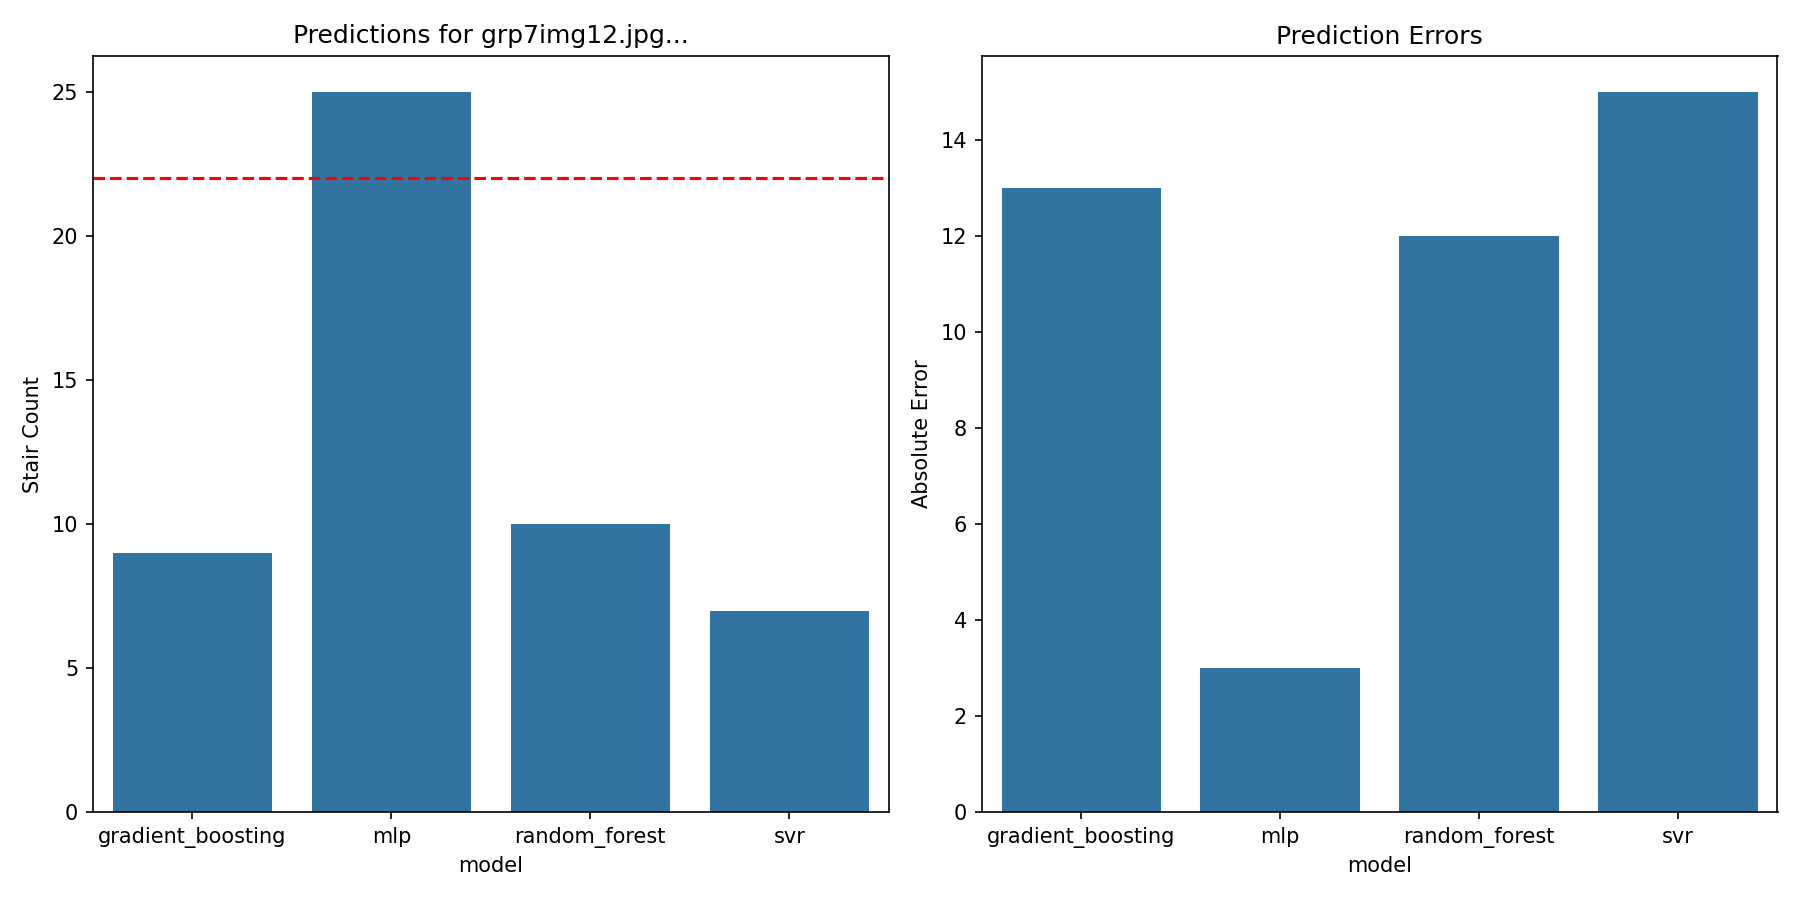 Predictions for grp7img12.jpg...
Stair Count
25
20
15
10
5
0
gradient_boosting mlp random_forest svr
model
Prediction Errors
Absolute Error
14
12
10
8
6
4
2
0
gradient_boosting mlp random_forest svr
model